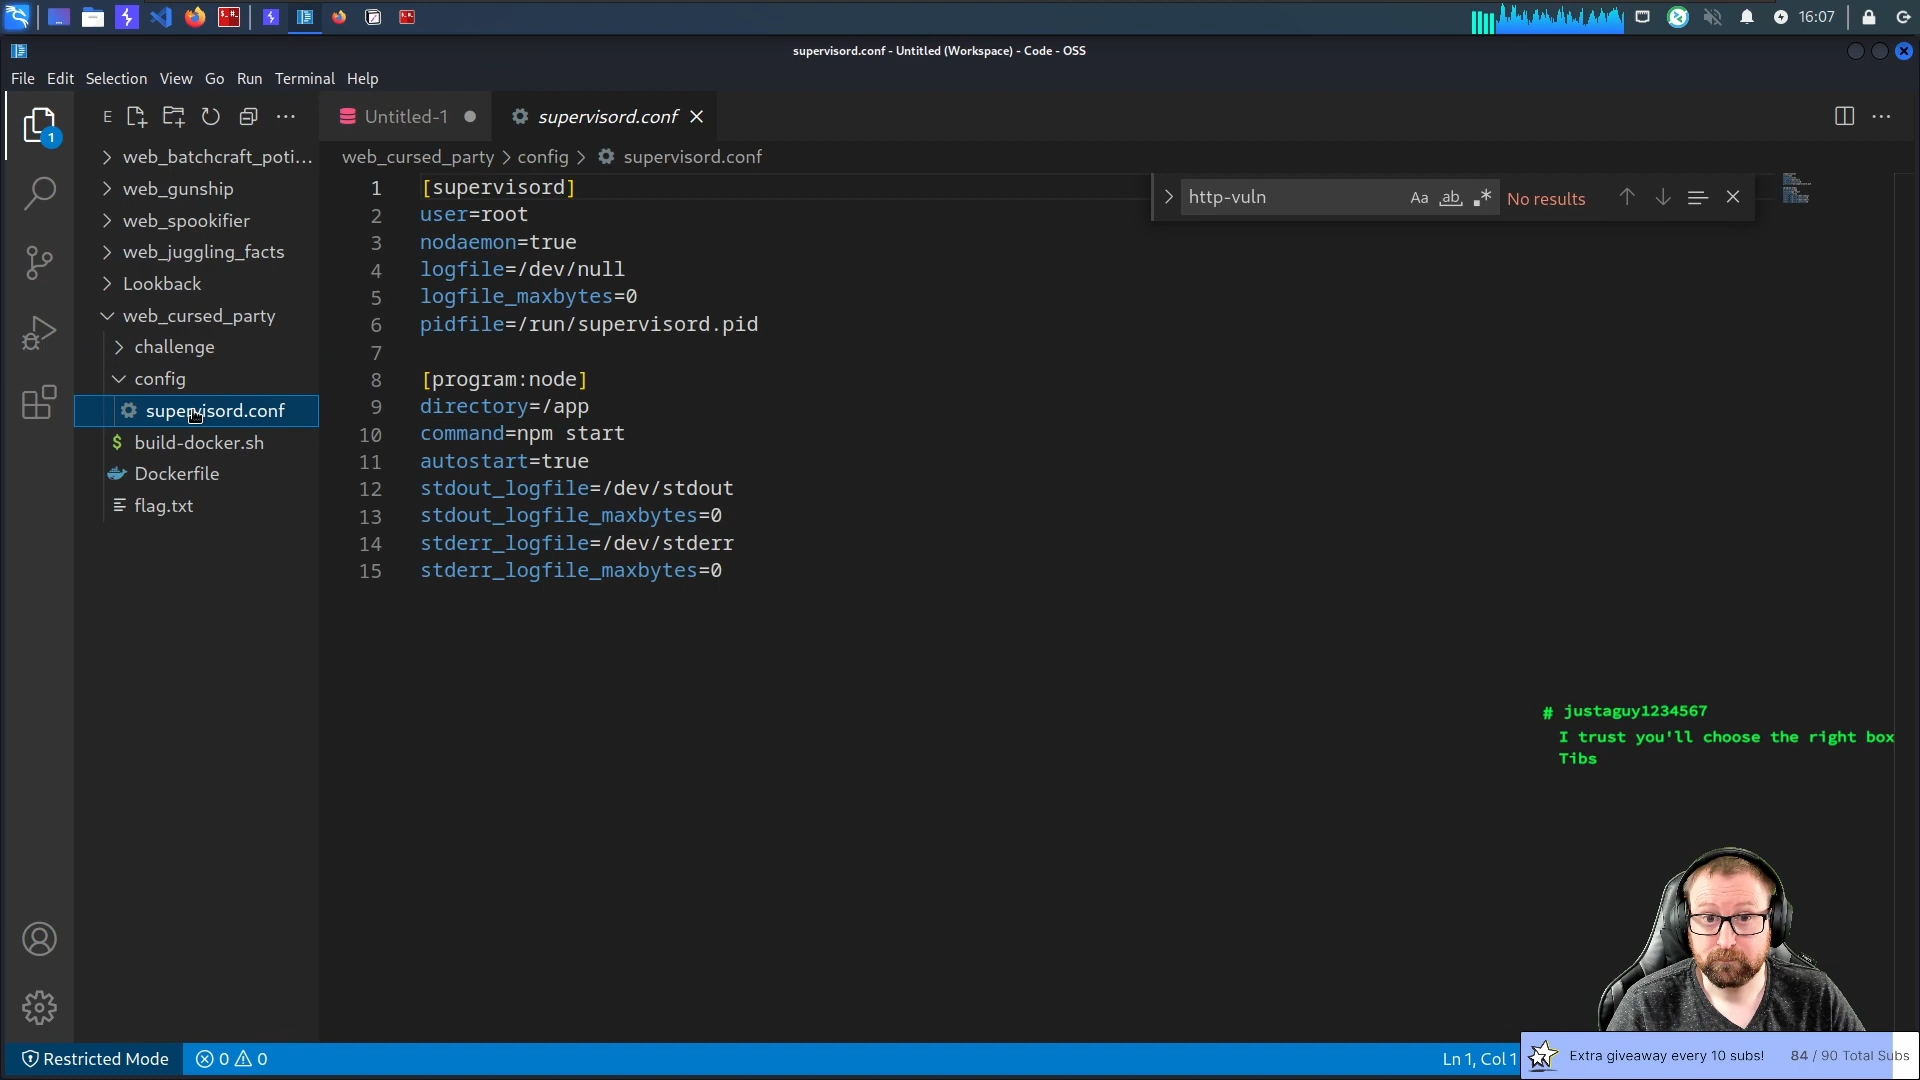 16:07
supervisord.conf - Untitled (Workspace) - Code - OSS
File Edit Selection View Go Run Terminal Help
1
E
Untitled-1
supervisord.conf
web_batchcraft_poti...
web_gunship
web_spookifier
web_juggling_facts
Lookback
web_cursed_party
challenge
config
supervisord.conf
build-docker.sh
Dockerfile
flag.txt
web_cursed_party > config > supervisord.conf
http-vuln Aa ab No results
1 [supervisord]
2 user=root
3 nodaemon=true
4 logfile=/dev/null
5 logfile_maxbytes=0
6 pidfile=/run/supervisord.pid
7
8 [program:node]
9 directory=/app
10 command=npm start
11 autostart=true
12 stdout_logfile=/dev/stdout
13 stdout_logfile_maxbytes=0
14 stderr_logfile=/dev/stderr
15 stderr_logfile_maxbytes=0
# justaguy1234567
I trust you'll choose the right box
Tibs
Restricted Mode 0 0 Ln 1, Col 1
Extra giveaway every 10 subs! 84 / 90 Total Subs